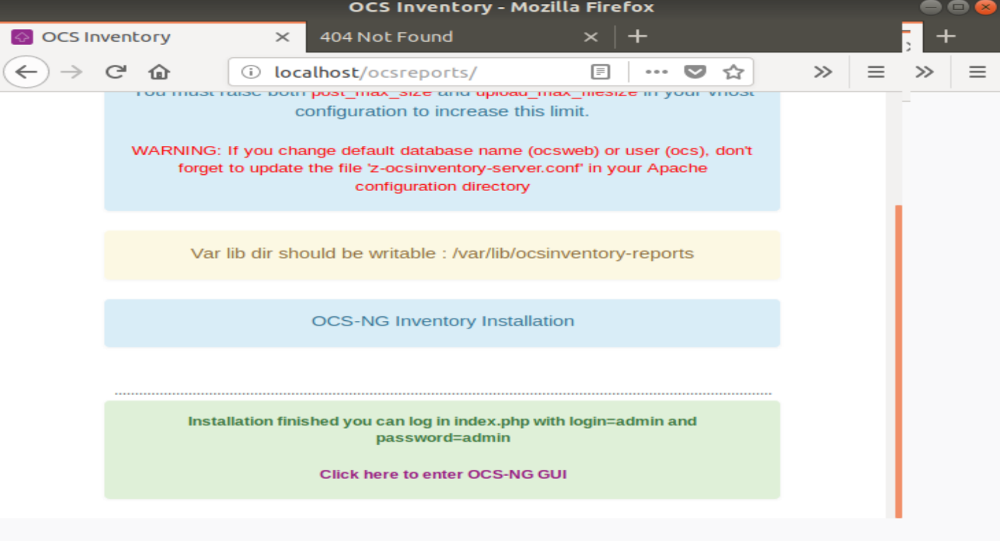 OCS Inventory - Mozilla Firefox
OCS Inventory
404 Not Found
localhost/ocsreports/
You must raise both post_max_size and upload_max_filesize in your vhost
configuration to increase this limit.
WARNING: If you change default database name (ocsweb) or user (ocs), don't
forget to update the file 'z-ocsinventory-server.conf' in your Apache
configuration directory
Var lib dir should be writable : /var/lib/ocsinventory-reports
OCS-NG Inventory Installation
Installation finished you can log in index.php with login=admin and
password=admin
Click here to enter OCS-NG GUI